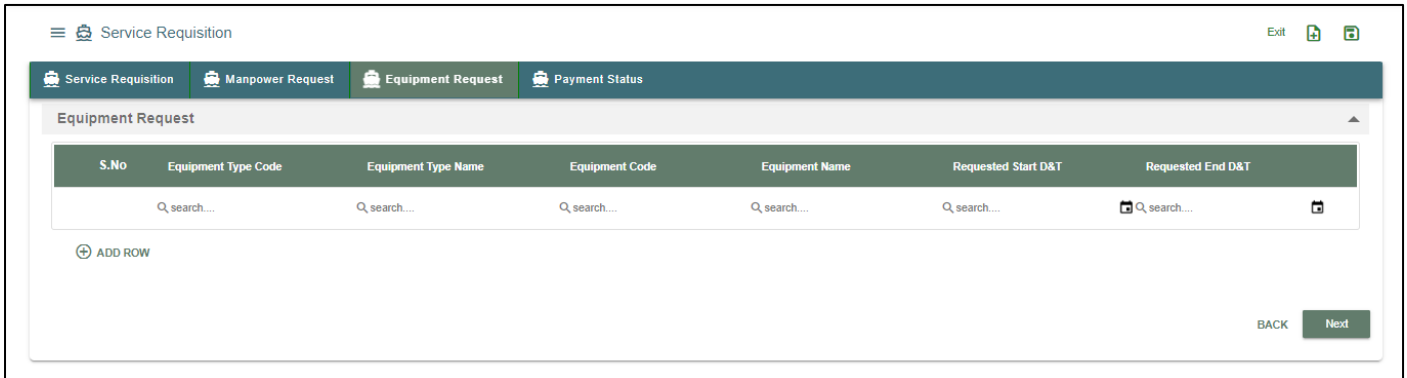 Service Requisition
Exit
Service Requisition Manpower Request Equipment Request Payment Status
Equipment Request
S.No Equipment Type Code Equipment Type Name Equipment Code Equipment Name Requested Start D&T Requested End D&T
search.... search.... search.... search.... search.... search....
ADD ROW
BACK Next